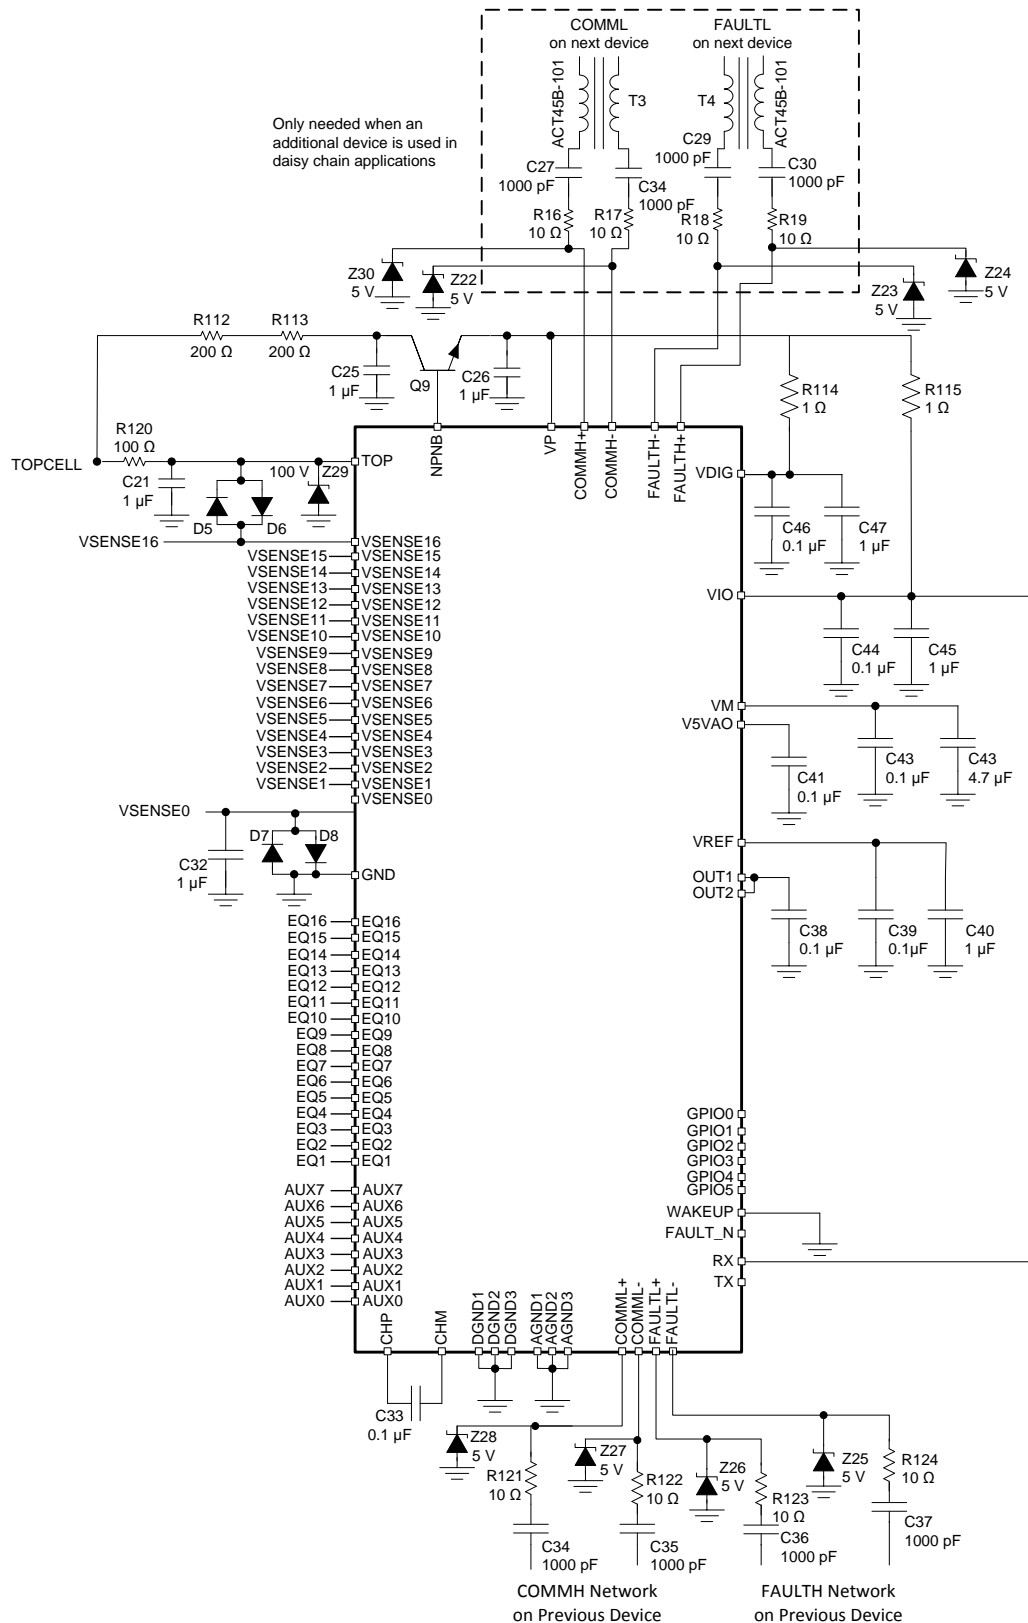 COMML
on next device
FAULTL
on next device
ACT45B-101
T3
T4
ACT45B-101
Only needed when an
additional device is used in
daisy chain applications
C27
1000 pF
C34
1000 pF
C29
1000 pF
C30
1000 pF
R16
10 Ω
R17
10 Ω
R18
10 Ω
R19
10 Ω
Z30
5 V
Z22
5 V
Z23
5 V
Z24
5 V
R112
200 Ω
R113
200 Ω
C25
1 µF
Q9
C26
1 µF
R114
1 Ω
R115
1 Ω
R120
100 Ω
TOPCELL
C21
1 µF
D5
D6
100 V
Z29
TOP
NPNB
VP
COMMH+
COMMH-
FAULTH-
FAULTH+
VDIG
C46
0.1 µF
C47
1 µF
VSENSE16
VSENSE16
VSENSE15
VSENSE15
VSENSE14
VSENSE14
VSENSE13
VSENSE13
VSENSE12
VSENSE12
VSENSE11
VSENSE11
VSENSE10
VSENSE10
VSENSE9
VSENSE9
VSENSE8
VSENSE8
VSENSE7
VSENSE7
VSENSE6
VSENSE6
VSENSE5
VSENSE5
VSENSE4
VSENSE4
VSENSE3
VSENSE3
VSENSE2
VSENSE2
VSENSE1
VSENSE1
VSENSE0
VSENSE0
VIO
C44
0.1 µF
C45
1 µF
VM
V5VAO
C41
0.1 µF
C43
0.1 µF
C43
4.7 µF
C32
1 µF
D7
D8
GND
VREF
OUT1
OUT2
C38
0.1 µF
C39
0.1µF
C40
1 µF
EQ16
EQ16
EQ15
EQ15
EQ14
EQ14
EQ13
EQ13
EQ12
EQ12
EQ11
EQ11
EQ10
EQ10
EQ9
EQ9
EQ8
EQ8
EQ7
EQ7
EQ6
EQ6
EQ5
EQ5
EQ4
EQ4
EQ3
EQ3
EQ2
EQ2
EQ1
EQ1
GPIO0
GPIO1
GPIO2
GPIO3
GPIO4
GPIO5
WAKEUP
FAULT_N
RX
TX
AUX7
AUX7
AUX6
AUX6
AUX5
AUX5
AUX4
AUX4
AUX3
AUX3
AUX2
AUX2
AUX1
AUX1
AUX0
AUX0
CHP
CHM
DGND1
DGND2
DGND3
AGND1
AGND2
AGND3
COMML+
COMML-
FAULTL+
FAULTL-
C33
0.1 µF
Z28
5 V
Z27
5 V
Z26
5 V
Z25
5 V
R121
10 Ω
R122
10 Ω
R123
10 Ω
R124
10 Ω
C34
1000 pF
C35
1000 pF
C36
1000 pF
C37
1000 pF
COMMH Network
on Previous Device
FAULTH Network
on Previous Device